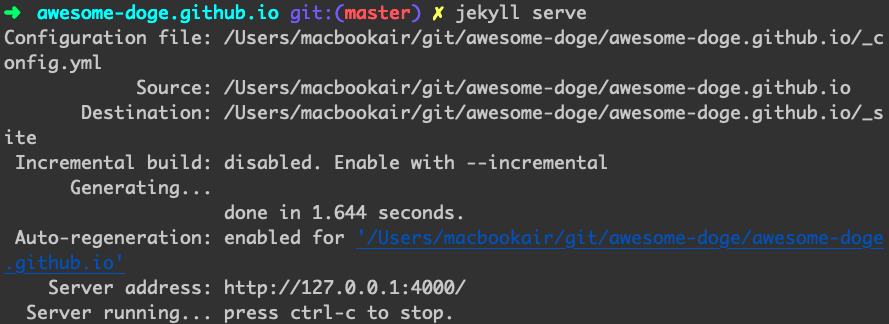 ➜  awesome-doge.github.io git:(master) ✗ jekyll serve
Configuration file: /Users/macbookair/git/awesome-doge/awesome-doge.github.io/_c
onfig.yml
            Source: /Users/macbookair/git/awesome-doge/awesome-doge.github.io
       Destination: /Users/macbookair/git/awesome-doge/awesome-doge.github.io/_s
ite
 Incremental build: disabled. Enable with --incremental
      Generating...
                    done in 1.644 seconds.
 Auto-regeneration: enabled for '/Users/macbookair/git/awesome-doge/awesome-doge
.github.io'
    Server address: http://127.0.0.1:4000/
  Server running... press ctrl-c to stop.